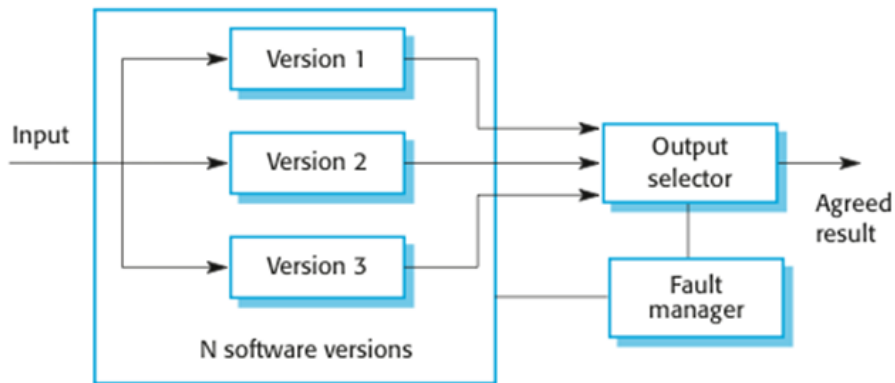 Version 1
Input
Version 2
Output
selector
Agreed
result
Version 3
Fault
manager
N software versions